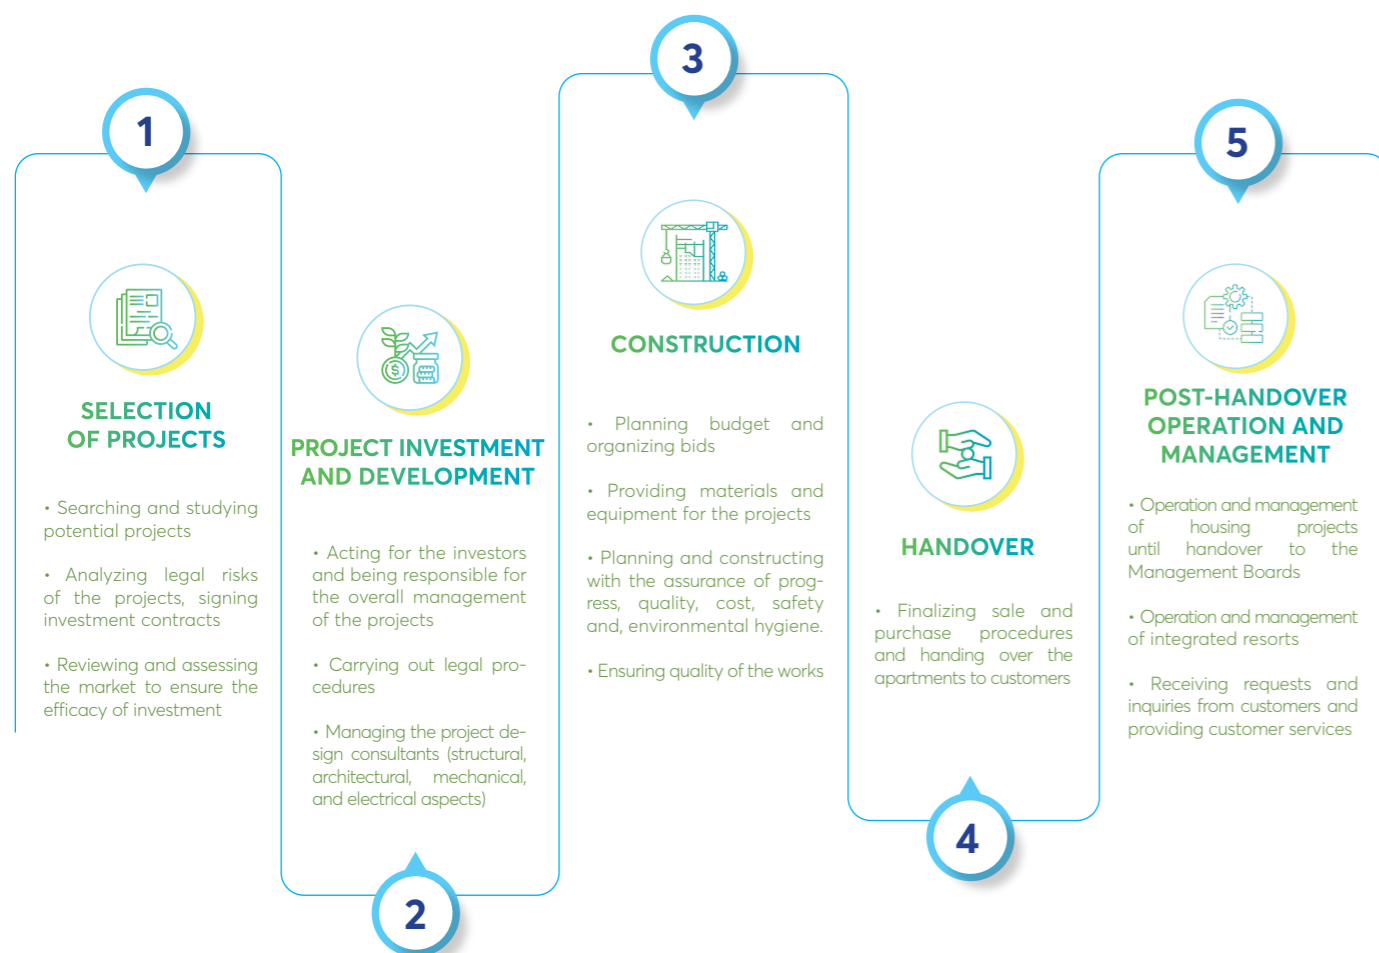 1
SELECTION
OF PROJECTS
• Searching and studying
potential projects
• Analyzing legal risks
of the projects, signing
investment contracts
• Reviewing and assessing
the market to ensure the
efficacy of investment
PROJECT INVESTMENT
AND DEVELOPMENT
• Acting for the investors
and being responsible for
the overall management
of the projects
• Carrying out legal pro-
cedures
• Managing the project de-
sign consultants (structural,
architectural, mechanical,
and electrical aspects)
2
3
CONSTRUCTION
• Planning budget and
organizing bids
• Providing materials and
equipment for the projects
• Planning and constructing
with the assurance of prog-
ress, quality, cost, safety
and, environmental hygiene.
• Ensuring quality of the works
HANDOVER
• Finalizing sale and
purchase procedures
and handing over the
apartments to customers
4
5
POST-HANDOVER
OPERATION AND
MANAGEMENT
• Operation and management
of housing projects
until handover to the
Management Boards
• Operation and management
of integrated resorts
• Receiving requests and
inquiries from customers and
providing customer services